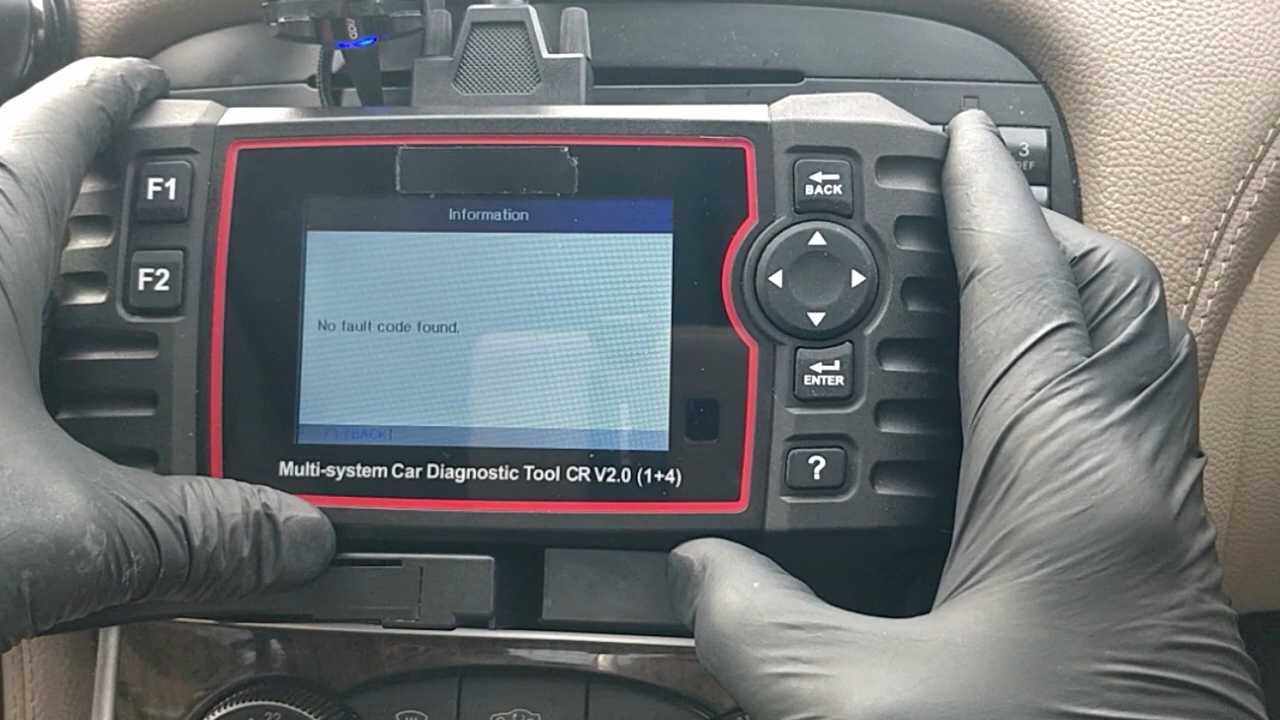 F1
F2
Information
No fault code found.
F1[BACK]
Multi-system Car Diagnostic Tool CR V2.0 (1+4)
BACK
ENTER
?
3
DEF
22